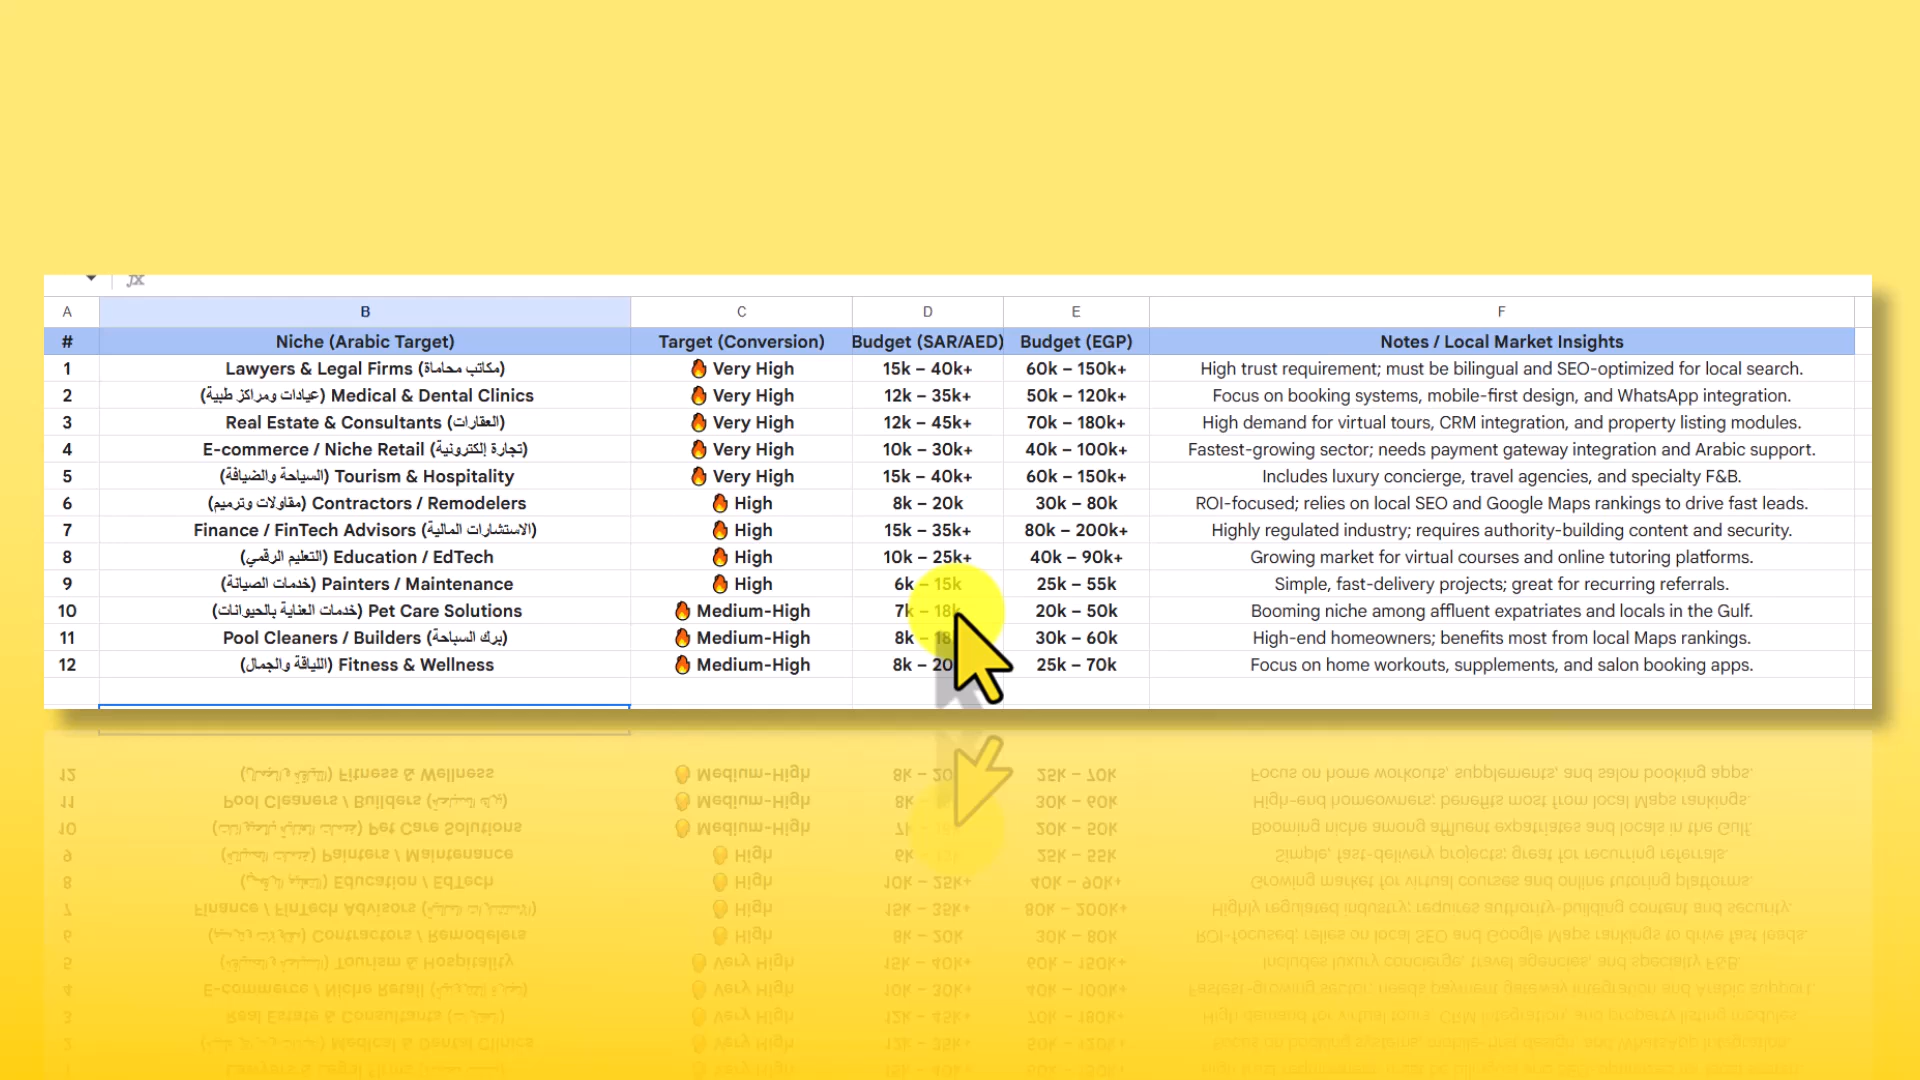 fx
A B C D E F
# Niche (Arabic Target) Target (Conversion) Budget (SAR/AED) Budget (EGP) Notes / Local Market Insights
1 Lawyers & Legal Firms (مكاتب محاماة) 🔥 Very High 15k – 40k+ 60k – 150k+ High trust requirement; must be bilingual and SEO-optimized for local search.
2 (عيادات ومراكز طبية) Medical & Dental Clinics 🔥 Very High 12k – 35k+ 50k – 120k+ Focus on booking systems, mobile-first design, and WhatsApp integration.
3 Real Estate & Consultants (العقارات) 🔥 Very High 12k – 45k+ 70k – 180k+ High demand for virtual tours, CRM integration, and property listing modules.
4 E-commerce / Niche Retail (تجارة إلكترونية) 🔥 Very High 10k – 30k+ 40k – 100k+ Fastest-growing sector; needs payment gateway integration and Arabic support.
5 (السياحة والضيافة) Tourism & Hospitality 🔥 Very High 15k – 40k+ 60k – 150k+ Includes luxury concierge, travel agencies, and specialty F&B.
6 (مقاولات وترميم) Contractors / Remodelers 🔥 High 8k – 20k 30k – 80k ROI-focused; relies on local SEO and Google Maps rankings to drive fast leads.
7 Finance / FinTech Advisors (الاستشارات المالية) 🔥 High 15k – 35k+ 80k – 200k+ Highly regulated industry; requires authority-building content and security.
8 (التعليم الرقمي) Education / EdTech 🔥 High 10k – 25k+ 40k – 90k+ Growing market for virtual courses and online tutoring platforms.
9 (خدمات الصيانة) Painters / Maintenance 🔥 High 6k – 15k 25k – 55k Simple, fast-delivery projects; great for recurring referrals.
10 (خدمات العناية بالحيوانات) Pet Care Solutions 🔥 Medium-High 7k – 18k 20k – 50k Booming niche among affluent expatriates and locals in the Gulf.
11 Pool Cleaners / Builders (برك السباحة) 🔥 Medium-High 8k – 18 30k – 60k High-end homeowners; benefits most from local Maps rankings.
12 (اللياقة والجمال) Fitness & Wellness 🔥 Medium-High 8k – 20 25k – 70k Focus on home workouts, supplements, and salon booking apps.